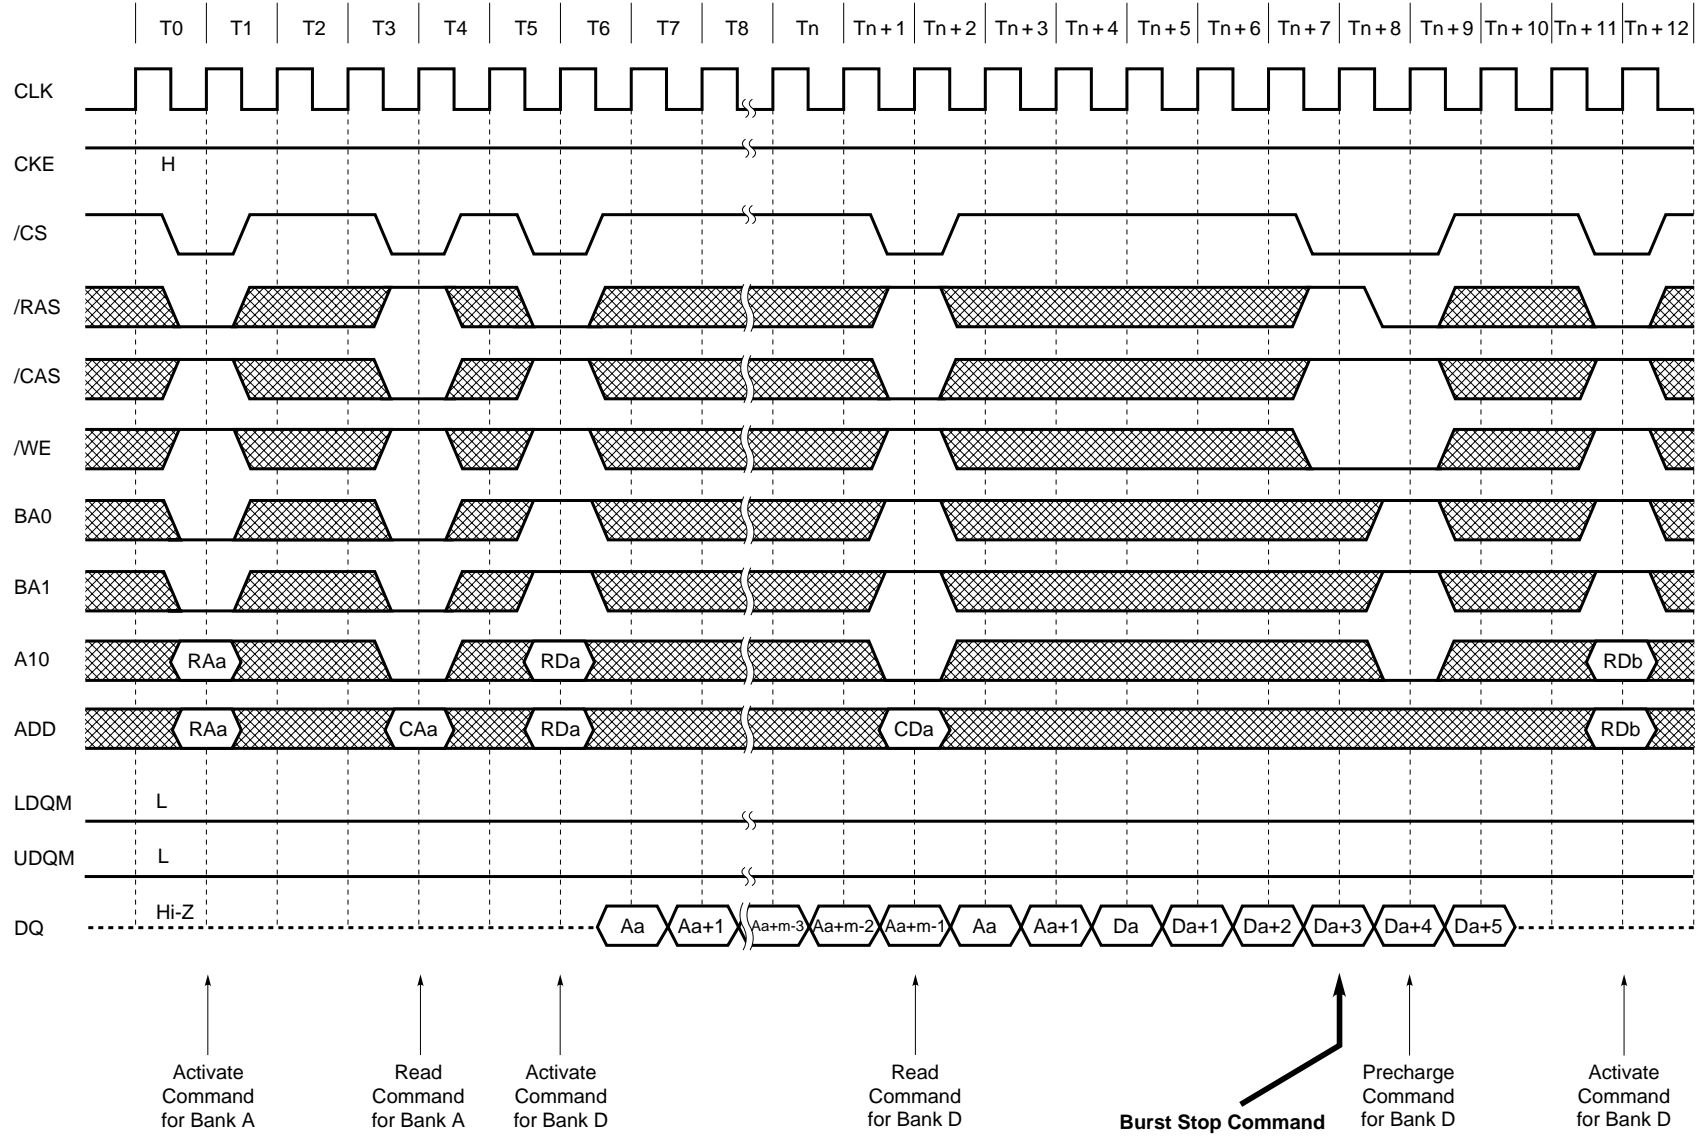 T0 T1 T2 T3 T4 T5 T6 T7 T8 Tn Tn + 1 Tn + 2 Tn + 3 Tn + 4 Tn + 5 Tn + 6 Tn + 7 Tn + 8 Tn + 9 Tn + 10 Tn + 11 Tn + 12
CLK
CKE H
/CS
/RAS
/CAS
/WE
BA0
BA1
A10 RAa RDa RDb
ADD RAa CAa RDa CDa RDb
LDQM L
UDQM L
DQ Hi-Z Aa Aa+1 Aa+m-3 Aa+m-2 Aa+m-1 Aa Aa+1 Da Da+1 Da+2 Da+3 Da+4 Da+5
Activate
Command
for Bank A
Read
Command
for Bank A
Activate
Command
for Bank D
Read
Command
for Bank D
Burst Stop Command
Precharge
Command
for Bank D
Activate
Command
for Bank D